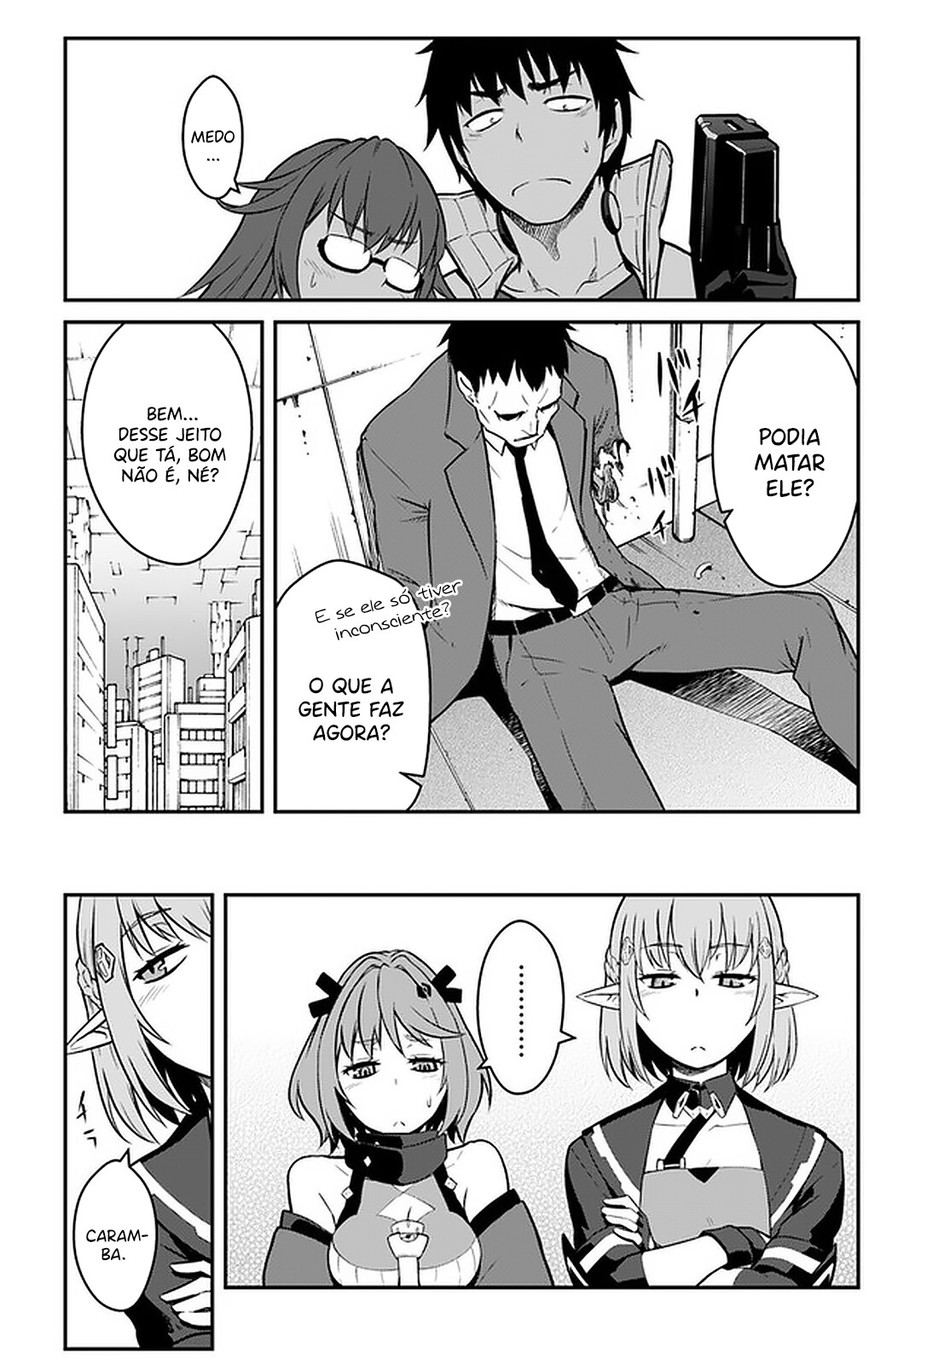 MEDO
...
PODIA
MATAR
ELE?
E se ele só tiver
inconsciente?
O QUE A
GENTE FAZ
AGORA?
BEM...
DESSE JEITO
QUE TÁ, BOM
NÃO É, NÉ?
..........
CARAM-
BA.